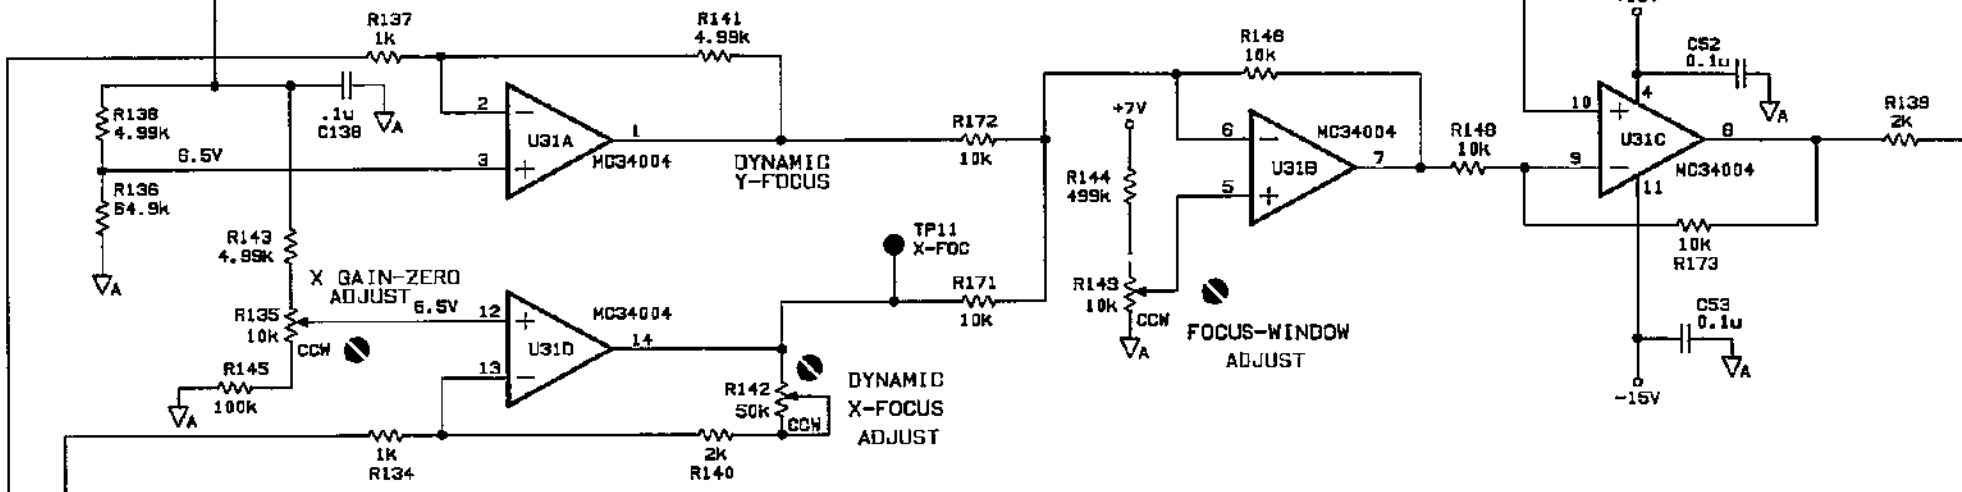 R137
1k
R141
4.99k
R138
4.99k
.1u
C138
A
6.5V
R136
64.9k
A
2
3
1
U31A
MC34004
DYNAMIC
Y-FOCUS
R172
10k
R146
10k
+7V
R144
499k
6
5
7
U31B
MC34004
R148
10k
C52
0.1u
A
4
10
9
8
11
U31C
MC34004
R139
2K
10k
R173
R143
4.99K
X GAIN-ZERO
ADJUST
R135
10k
CCW
6.5V
12
13
14
U31D
MC34004
TP11
X-FOC
R171
10k
R149
10k
CCW
A
FOCUS-WINDOW
ADJUST
C53
0.1u
A
-15V
R145
100k
A
R142
50k
CCW
DYNAMIC
X-FOCUS
ADJUST
1K
R134
2K
R140